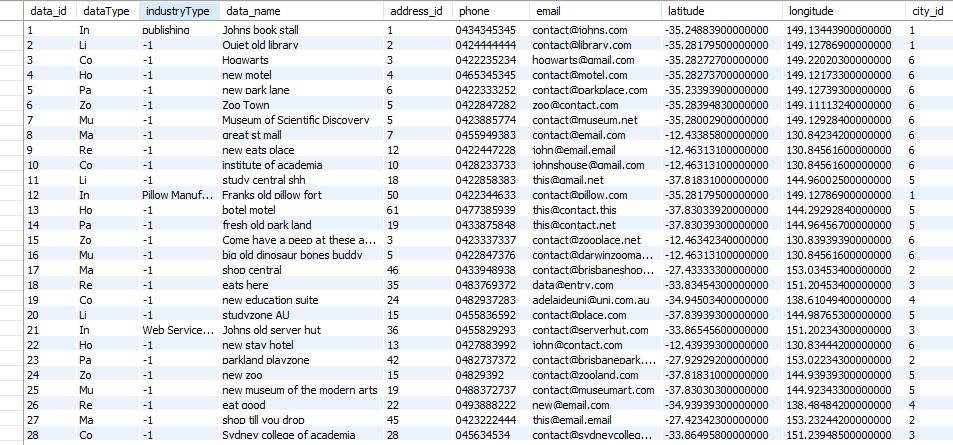 data_id dataType industryType data_name address_id phone email latitude longitude city_id
1 In publishing Johns book stall 1 0434345345 contact@johns.com -35.24883900000000 149.13443900000000 1
2 Li -1 Quiet old library 2 0424444444 contact@library.com -35.28179500000000 149.12786900000000 1
3 Co -1 Hogwarts 3 0422235234 hogwarts@gmail.com -35.28272700000000 149.22020300000000 6
4 Ho -1 new motel 4 0465345345 contact@motel.com -35.28273700000000 149.12173300000000 6
5 Pa -1 new park lane 6 0422333252 contact@parkplace.com -35.23393900000000 149.12739300000000 6
6 Zo -1 Zoo Town 5 0422847282 zoo@contact.com -35.28394830000000 149.11113240000000 6
7 Mu -1 Museum of Scientific Discovery 5 0423885774 contact@museum.net -35.28002900000000 149.12928400000000 6
8 Ma -1 great st mall 7 0455949383 contact@email.com -12.43385800000000 130.84234200000000 6
9 Re -1 new eats place 12 0422447228 john@email.email -12.46313100000000 130.84561600000000 6
10 Co -1 institute of academia 10 0428233733 johnshouse@gmail.com -12.46313100000000 130.84561600000000 6
11 Li -1 study central shh 18 0422858383 this@gmail.net -37.81831000000000 144.96002500000000 5
12 In Pillow Manuf... Franks old pillow fort 50 0422344633 contact@pillow.com -35.28179500000000 149.12786900000000 1
13 Ho -1 botel motel 61 0477385939 this@contact.this -37.83033920000000 144.29292840000000 5
14 Pa -1 fresh old park land 19 0433875848 this@contact.net -37.83039300000000 144.96456700000000 5
15 Zo -1 Come have a peep at these a... 3 0423337337 contact@zooplace.net -12.46342340000000 130.83939390000000 6
16 Mu -1 big old dinosaur bones buddy 5 0422847376 contact@darwinzooma... -12.46313100000000 130.84561600000000 6
17 Ma -1 shop central 46 0433948938 contact@brisbaneshop... -27.43333300000000 153.03453400000000 2
18 Re -1 eats here 35 0483769372 data@entry.com -33.83454300000000 151.20453400000000 3
19 Co -1 new education suite 24 0482937283 adelaideuni@uni.com.au -34.94503400000000 138.61049400000000 4
20 Li -1 studyzone AU 15 0455836592 contact@place.com -37.83939300000000 144.98765300000000 5
21 In Web Service... Johns old server hut 36 0455829293 contact@serverhut.com -33.86545600000000 151.20234300000000 3
22 Ho -1 new stay hotel 13 0427883992 john@contact.com -12.43939300000000 130.83444200000000 6
23 Pa -1 parkland playzone 42 0482737372 contact@brisbanepark.... -27.92929200000000 153.02234300000000 2
24 Zo -1 new zoo 15 04829392 contact@zooland.com -37.81831000000000 144.93939300000000 5
25 Mu -1 new museum of the modern arts 19 0488372737 contact@museumart.com -37.83030300000000 144.92343300000000 5
26 Re -1 eat good 22 0493888222 new@email.com -34.93939300000000 138.48484200000000 4
27 Ma -1 shop till you drop 45 0423222444 this@email.email -27.42342300000000 153.23244200000000 2
28 Co -1 Sydney college of academia 28 045634534 contact@sydneycolleg... -33.86495800000000 151.23948500000000 3